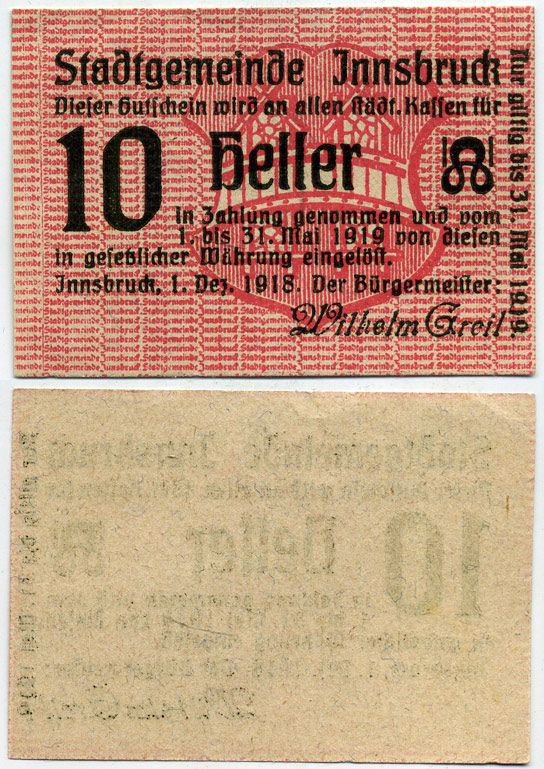 Stadtgemeinde Innsbruck
Dieser Gutschein wird an allen städt. Kassen für
10 Heller
in Zahlung genommen und vom
1. bis 31. Mai 1919 von diesen
in gesetzlicher Währung eingelöst.
Innsbruck, 1. Dez. 1918. Der Bürgermeister:
Wilhelm Greil.
Nur giltig bis 31. Mai 1919.